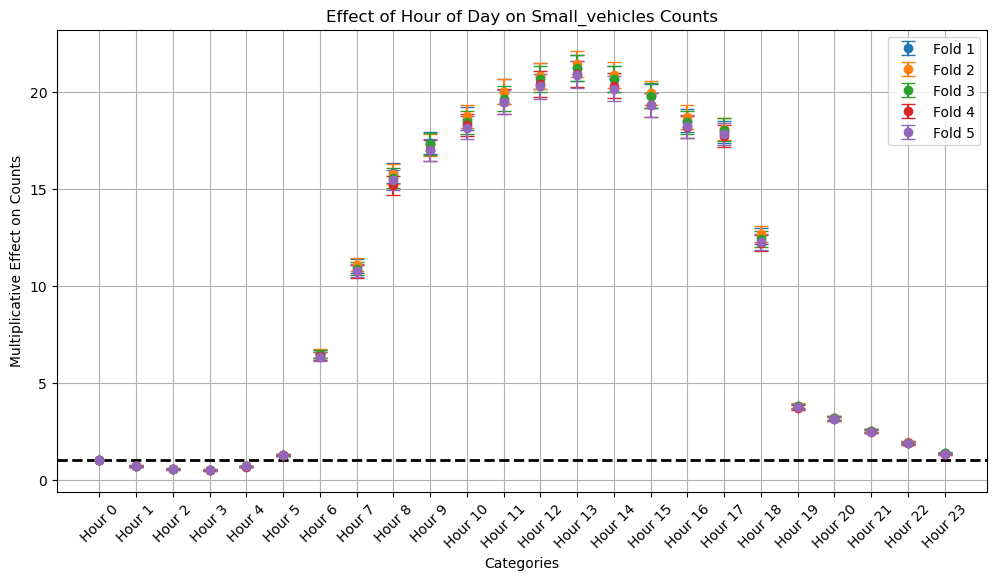 Effect of Hour of Day on Small_vehicles Counts
Multiplicative Effect on Counts
20
15
10
5
0
Fold 1
Fold 2
Fold 3
Fold 4
Fold 5
Hour 0
Hour 1
Hour 2
Hour 3
Hour 4
Hour 5
Hour 6
Hour 7
Hour 8
Hour 9
Hour 10
Hour 11
Hour 12
Hour 13
Hour 14
Hour 15
Hour 16
Hour 17
Hour 18
Hour 19
Hour 20
Hour 21
Hour 22
Hour 23
Categories